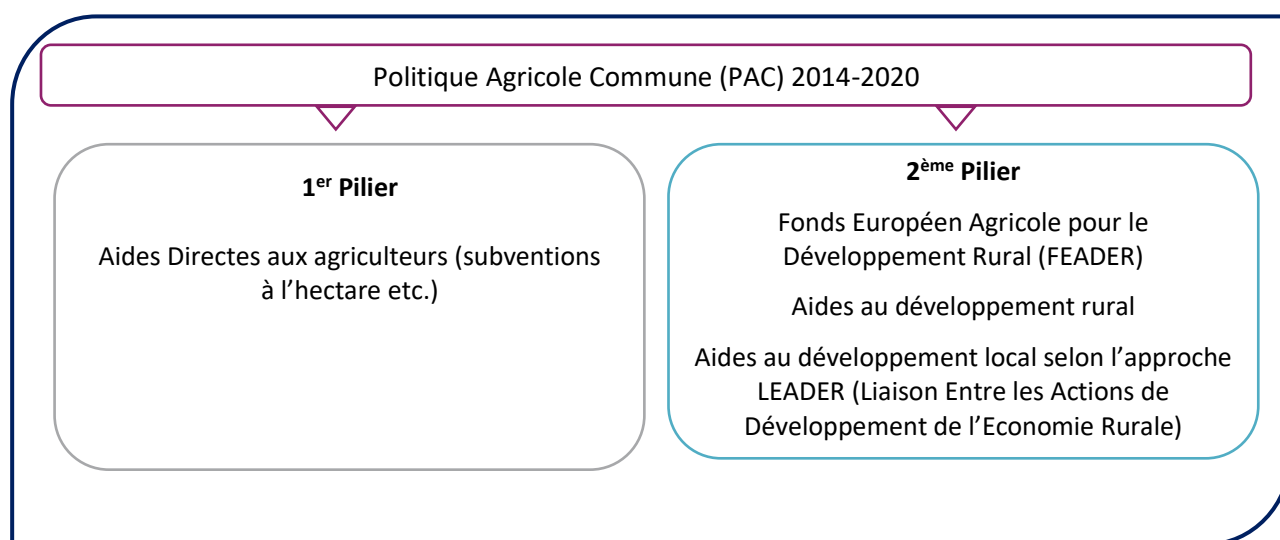 Politique Agricole Commune (PAC) 2014-2020
1er Pilier
Aides Directes aux agriculteurs (subventions
à l’hectare etc.)
2ème Pilier
Fonds Européen Agricole pour le
Développement Rural (FEADER)
Aides au développement rural
Aides au développement local selon l’approche
LEADER (Liaison Entre les Actions de
Développement de l’Economie Rurale)